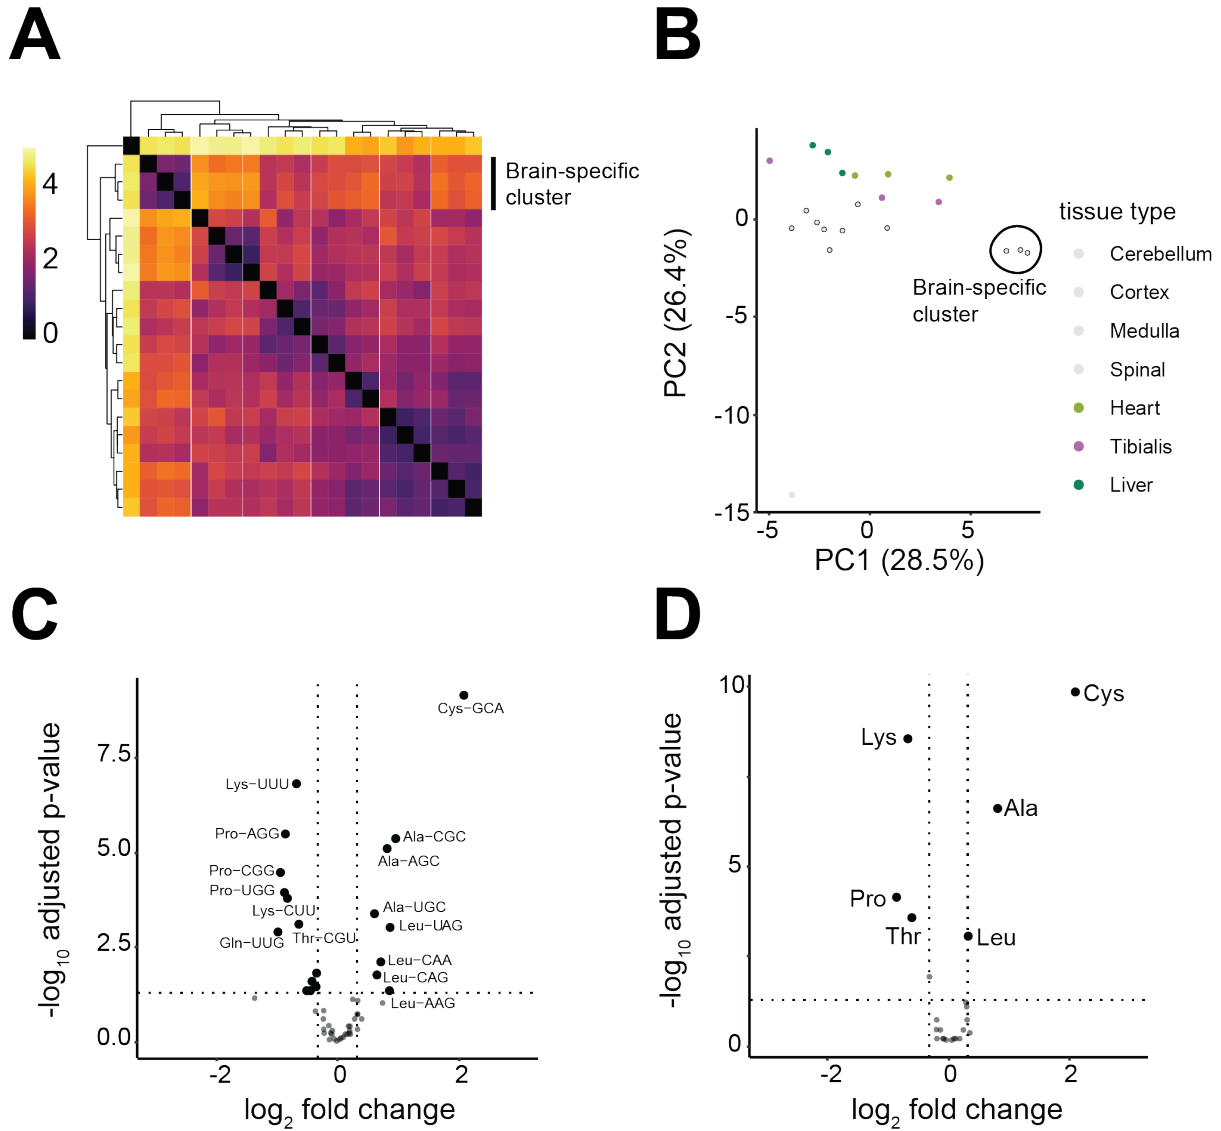 A
4
2
0
Brain-specific
cluster
B
PC2 (26.4%)
0
-5
-10
-15
-5
0
5
PC1 (28.5%)
Brain-specific
cluster
tissue type
Cerebellum
Cortex
Medulla
Spinal
Heart
Tibialis
Liver
C
-log10 adjusted p-value
7.5
5.0
2.5
0.0
Cys−GCA
Lys−UUU
Pro−AGG
Ala−CGC
Ala−AGC
Pro−CGG
Pro−UGG
Lys−CUU
Ala−UGC
Leu−UAG
Thr−CGU
Gln−UUG
Leu−CAA
Leu−CAG
Leu−AAG
-2
0
2
log2 fold change
D
-log10 adjusted p-value
10
5
0
Cys
Lys
Ala
Pro
Thr
Leu
-2
0
2
log2 fold change